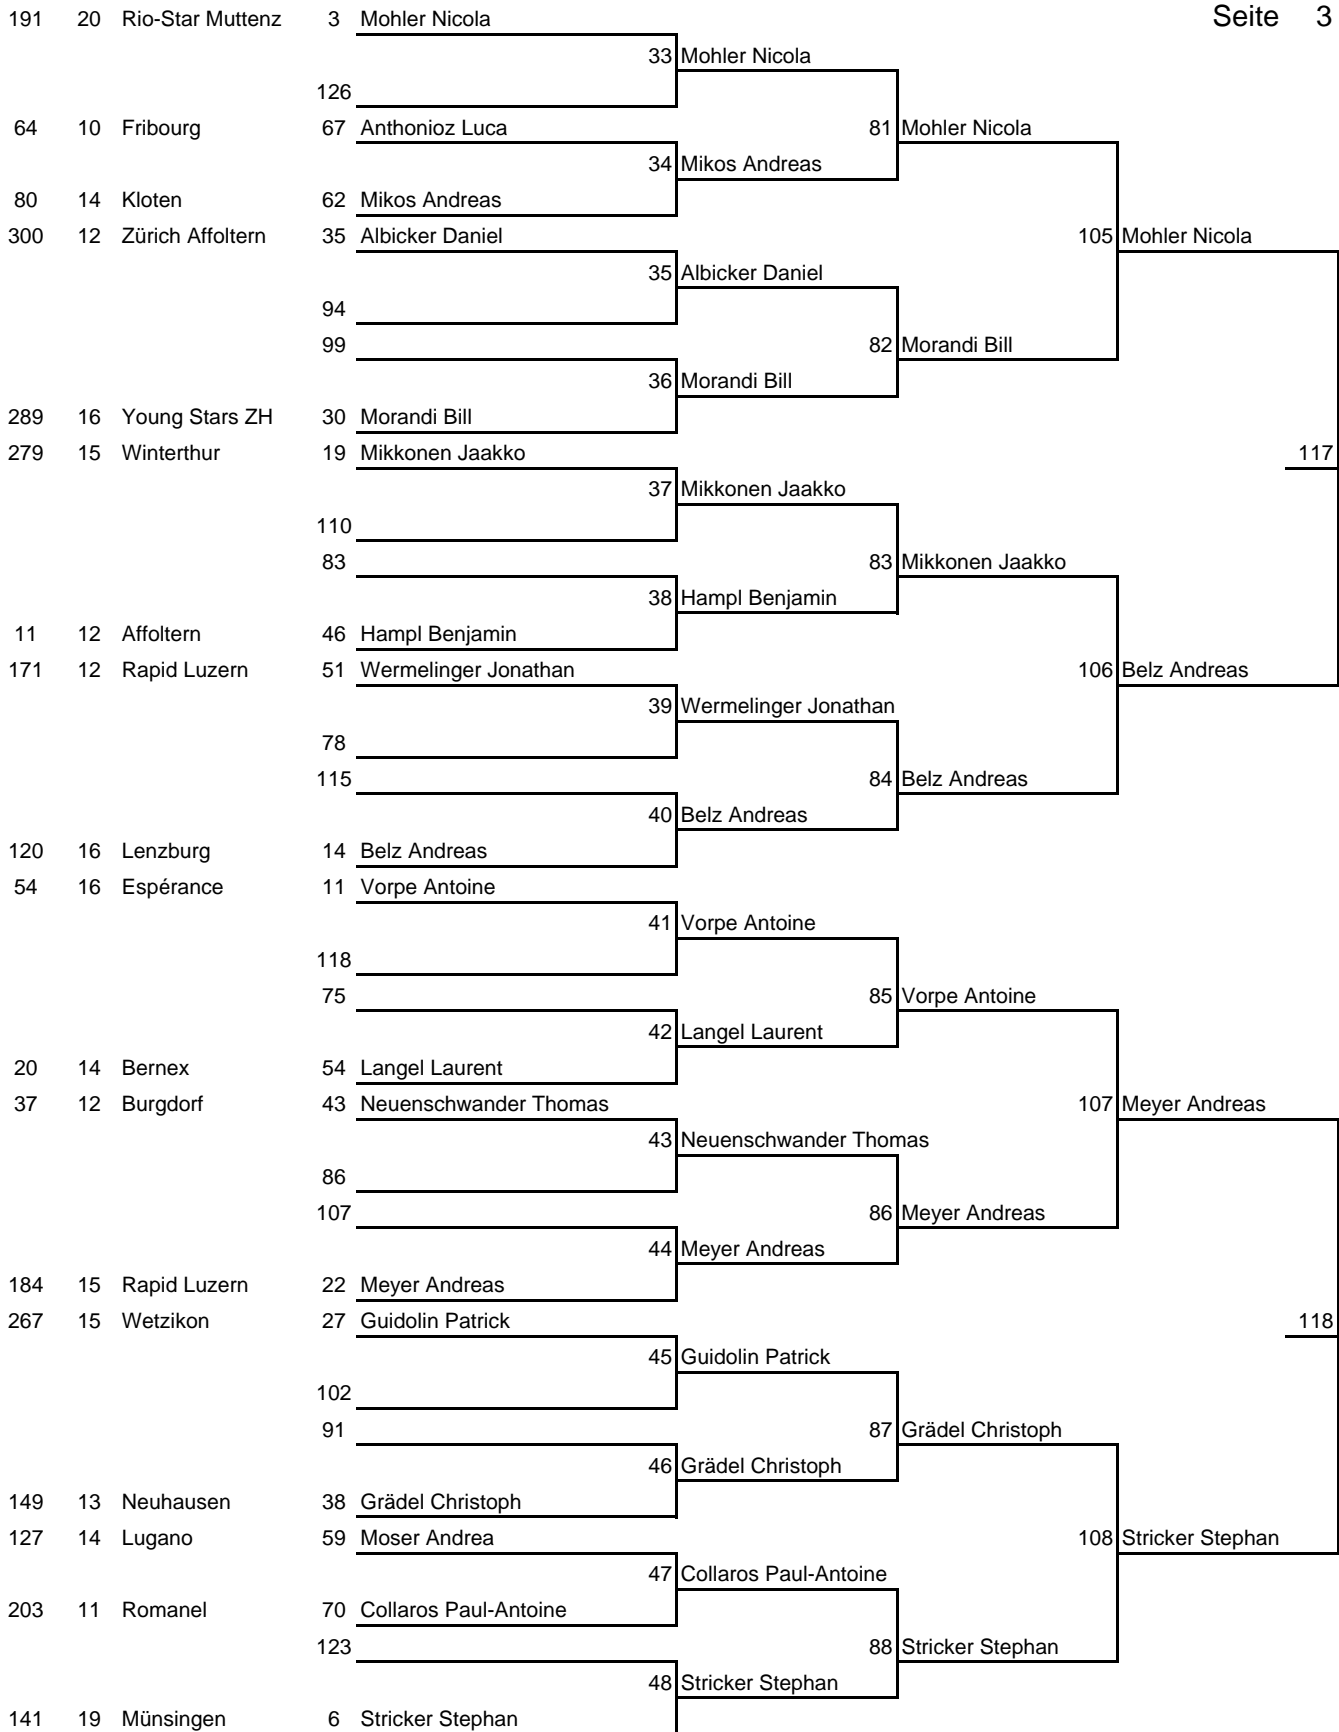 191 20 Rio-Star Muttenz 3 Mohler Nicola Seite 3
33 Mohler Nicola
126
64 10 Fribourg 67 Anthonioz Luca 81 Mohler Nicola
34 Mikos Andreas
80 14 Kloten 62 Mikos Andreas
300 12 Zürich Affoltern 35 Albicker Daniel 105 Mohler Nicola
35 Albicker Daniel
94
99 82 Morandi Bill
36 Morandi Bill
289 16 Young Stars ZH 30 Morandi Bill
279 15 Winterthur 19 Mikkonen Jaakko 117
37 Mikkonen Jaakko
110
83 83 Mikkonen Jaakko
38 Hampl Benjamin
11 12 Affoltern 46 Hampl Benjamin
171 12 Rapid Luzern 51 Wermelinger Jonathan 106 Belz Andreas
39 Wermelinger Jonathan
78
115 84 Belz Andreas
40 Belz Andreas
120 16 Lenzburg 14 Belz Andreas
54 16 Espérance 11 Vorpe Antoine
41 Vorpe Antoine
118
75 85 Vorpe Antoine
42 Langel Laurent
20 14 Bernex 54 Langel Laurent
37 12 Burgdorf 43 Neuenschwander Thomas 107 Meyer Andreas
43 Neuenschwander Thomas
86
107 86 Meyer Andreas
44 Meyer Andreas
184 15 Rapid Luzern 22 Meyer Andreas
267 15 Wetzikon 27 Guidolin Patrick 118
45 Guidolin Patrick
102
91 87 Grädel Christoph
46 Grädel Christoph
149 13 Neuhausen 38 Grädel Christoph
127 14 Lugano 59 Moser Andrea 108 Stricker Stephan
47 Collaros Paul-Antoine
203 11 Romanel 70 Collaros Paul-Antoine
123 88 Stricker Stephan
48 Stricker Stephan
141 19 Münsingen 6 Stricker Stephan